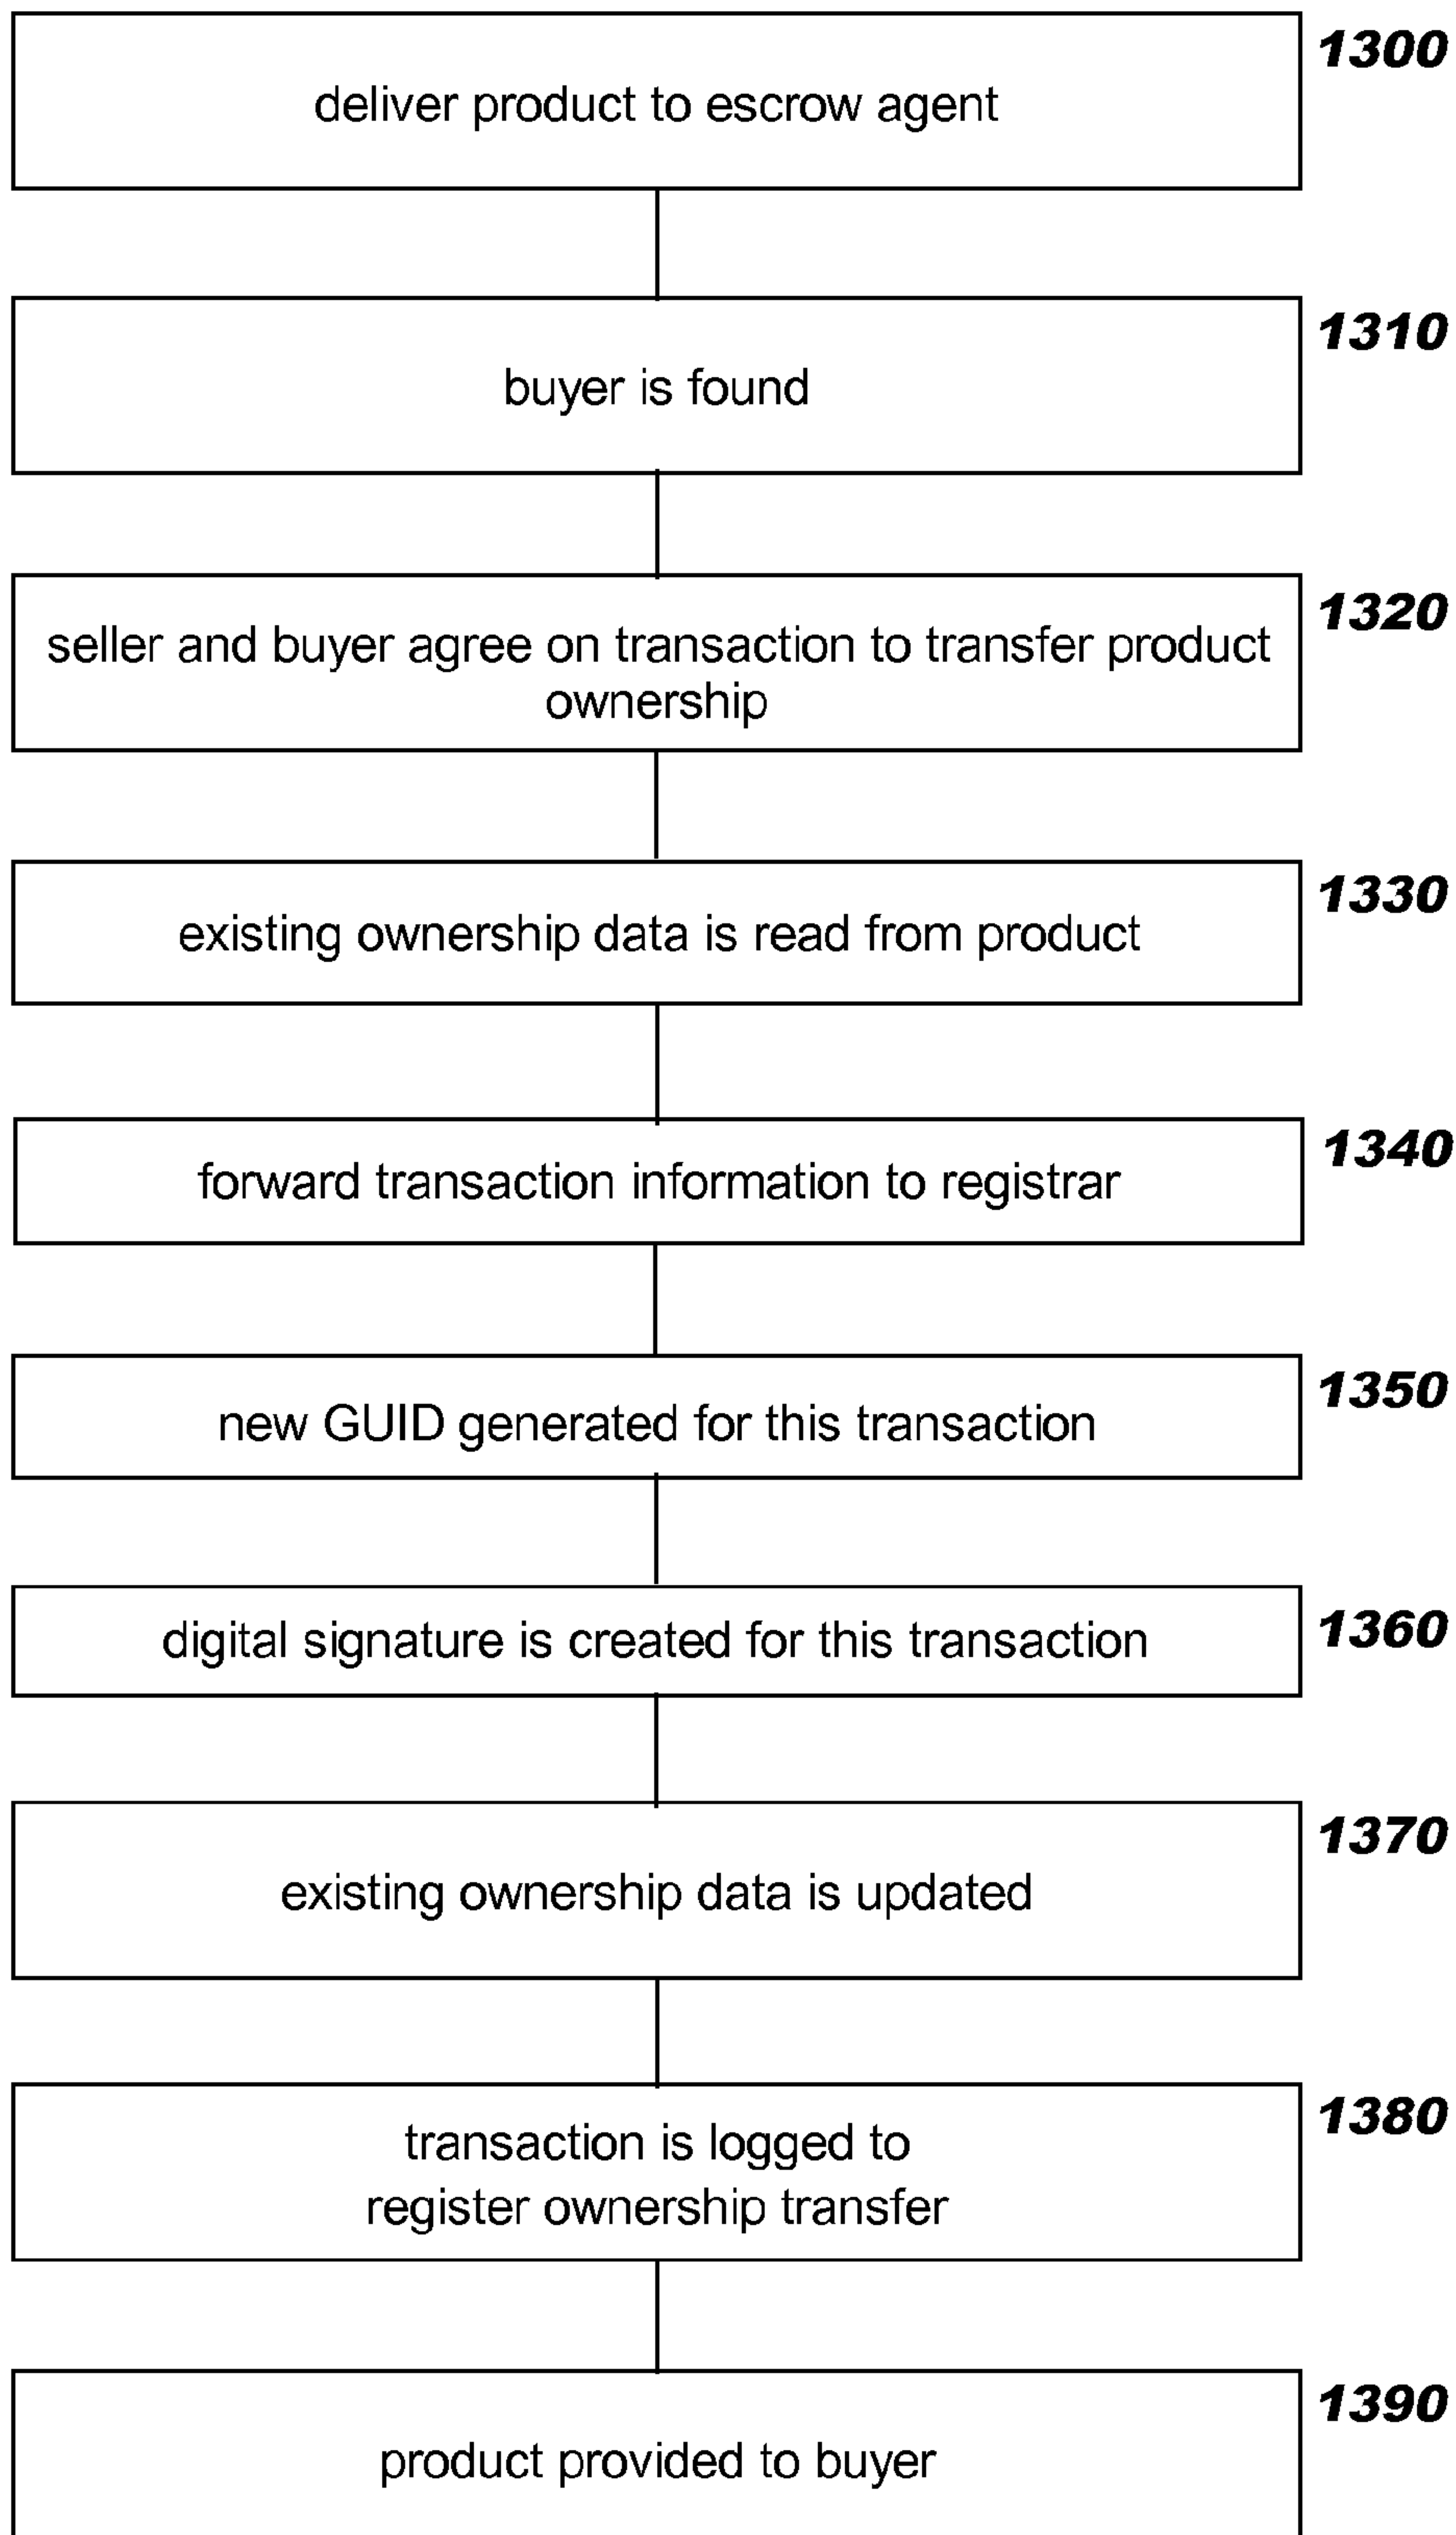 1300
deliver product to escrow agent
1310
buyer is found
1320
seller and buyer agree on transaction to transfer product
ownership
1330
existing ownership data is read from product
1340
forward transaction information to registrar
1350
new GUID generated for this transaction
1360
digital signature is created for this transaction
1370
existing ownership data is updated
1380
transaction is logged to
register ownership transfer
1390
product provided to buyer